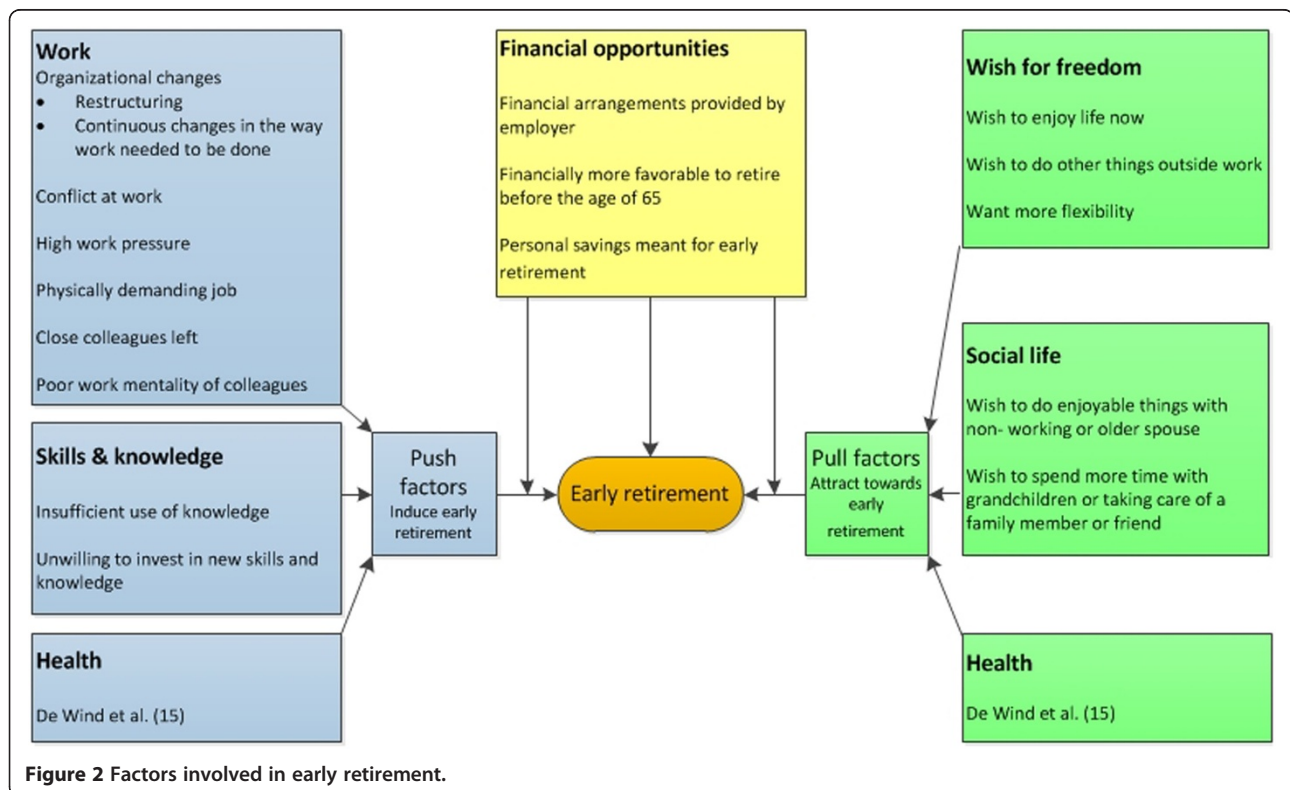 Work
Organizational changes
• Restructuring
• Continuous changes in the way
work needed to be done
Conflict at work
High work pressure
Physically demanding job
Close colleagues left
Poor work mentality of colleagues
Skills & knowledge
Insufficient use of knowledge
Unwilling to invest in new skills and
knowledge
Health
De Wind et al. (15)
Push
factors
Induce early
retirement
Financial opportunities
Financial arrangements provided by
employer
Financially more favorable to retire
before the age of 65
Personal savings meant for early
retirement
Early retirement
Pull factors
Attract towards
early
retirement
Wish for freedom
Wish to enjoy life now
Wish to do other things outside work
Want more flexibility
Social life
Wish to do enjoyable things with
non- working or older spouse
Wish to spend more time with
grandchildren or taking care of a
family member or friend
Health
De Wind et al. (15)
Figure 2 Factors involved in early retirement.